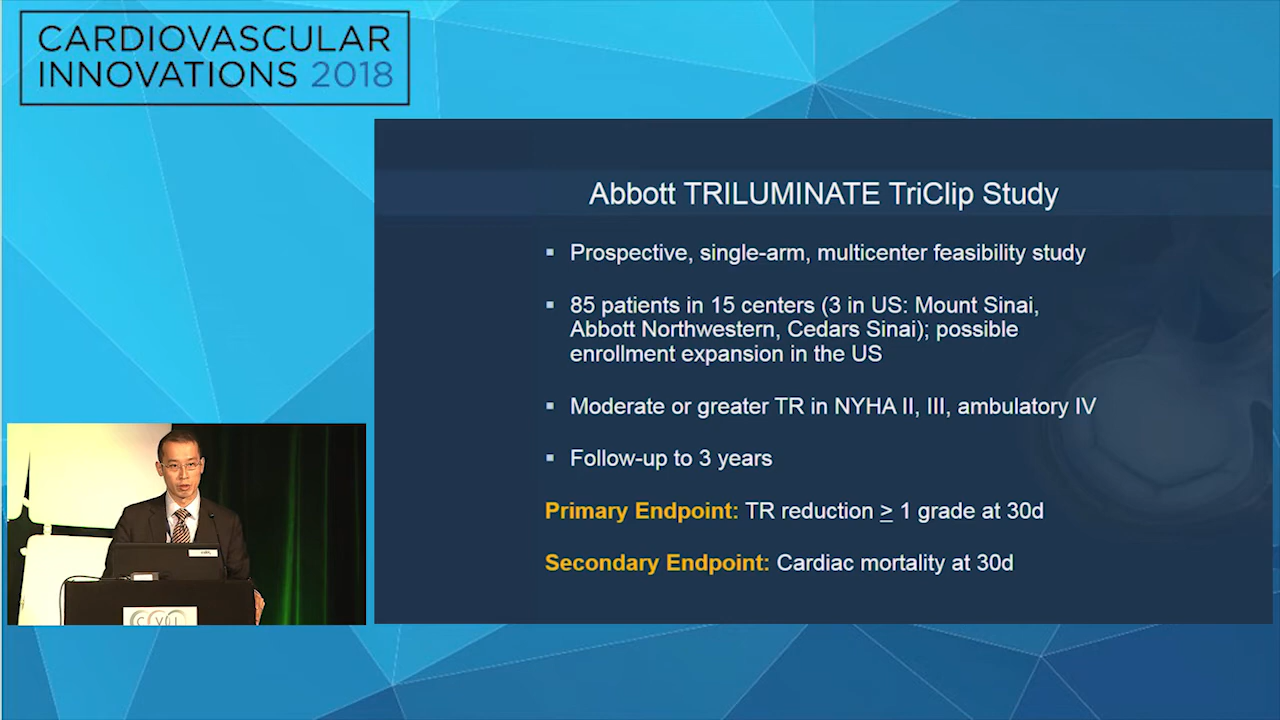 CARDIOVASCULAR
INNOVATIONS 2018
Abbott TRILUMINATE TriClip Study
▪ Prospective, single-arm, multicenter feasibility study
▪ 85 patients in 15 centers (3 in US: Mount Sinai,
Abbott Northwestern, Cedars Sinai); possible
enrollment expansion in the US
▪ Moderate or greater TR in NYHA II, III, ambulatory IV
▪ Follow-up to 3 years
Primary Endpoint: TR reduction ≥ 1 grade at 30d
Secondary Endpoint: Cardiac mortality at 30d